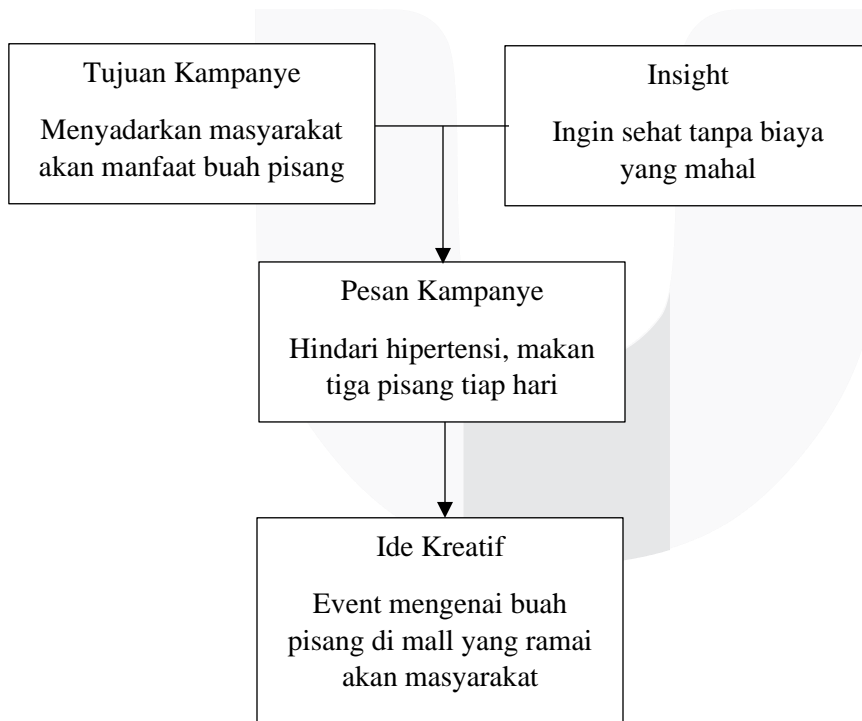 Tujuan Kampanye
Menyadarkan masyarakat
akan manfaat buah pisang
Insight
Ingin sehat tanpa biaya
yang mahal
Pesan Kampanye
Hindari hipertensi, makan
tiga pisang tiap hari
Ide Kreatif
Event mengenai buah
pisang di mall yang ramai
akan masyarakat